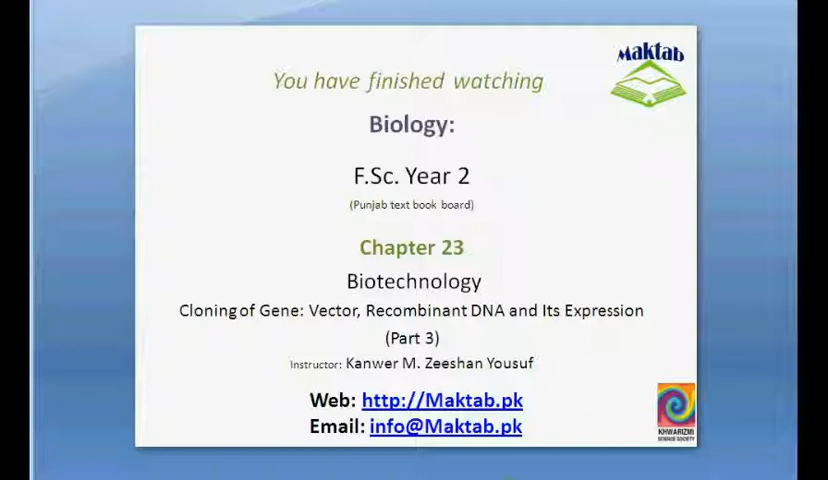 Maktab
You have finished watching
Biology:
F.Sc. Year 2
(Punjab text book board)
Chapter 23
Biotechnology
Cloning of Gene: Vector, Recombinant DNA and Its Expression
(Part 3)
Instructor: Kanwer M. Zeeshan Yousuf
Web: http://Maktab.pk
Email: info@Maktab.pk
KHWARIZMI
SCIENCE SOCIETY